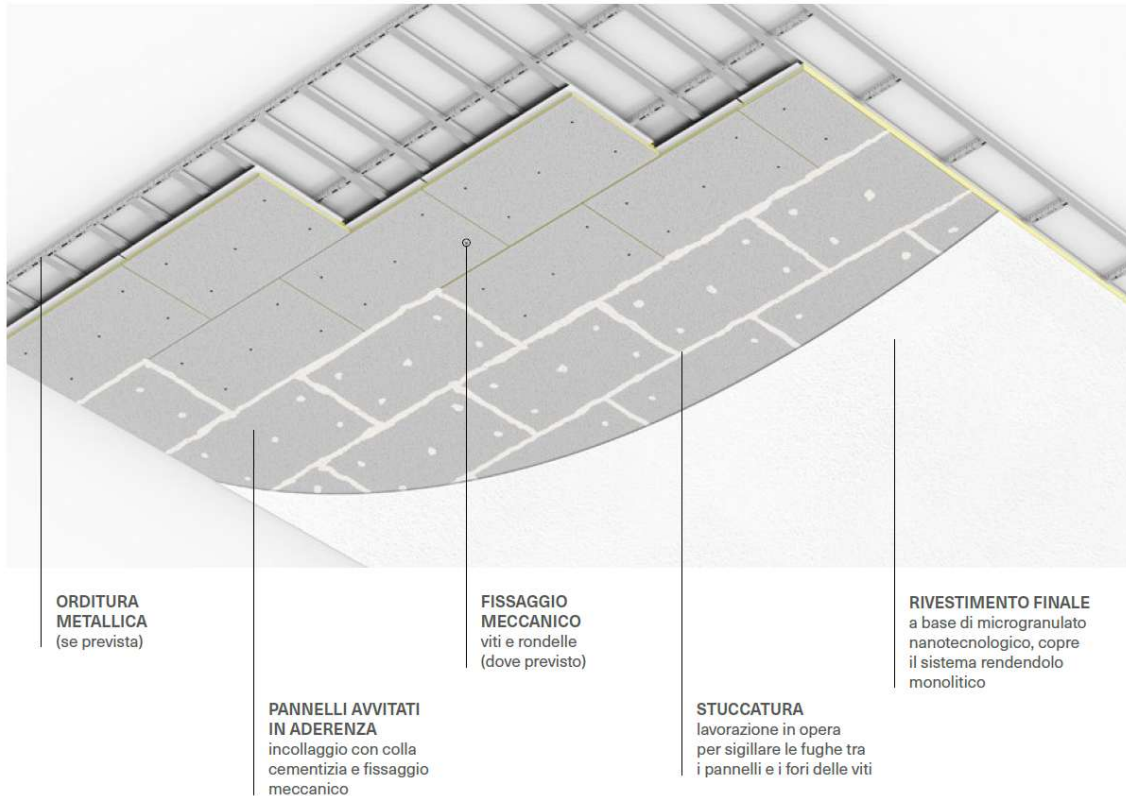 ORDITURA
METALLICA
(se prevista)
PANNELLI AVVITATI
IN ADERENZA
incollaggio con colla
cementizia e fissaggio
meccanico
FISSAGGIO
MECCANICO
viti e rondelle
(dove previsto)
STUCCATURA
lavorazione in opera
per sigillare le fughe tra
i pannelli e i fori delle viti
RIVESTIMENTO FINALE
a base di microgranulato
nanotecnologico, copre
il sistema rendendolo
monolitico